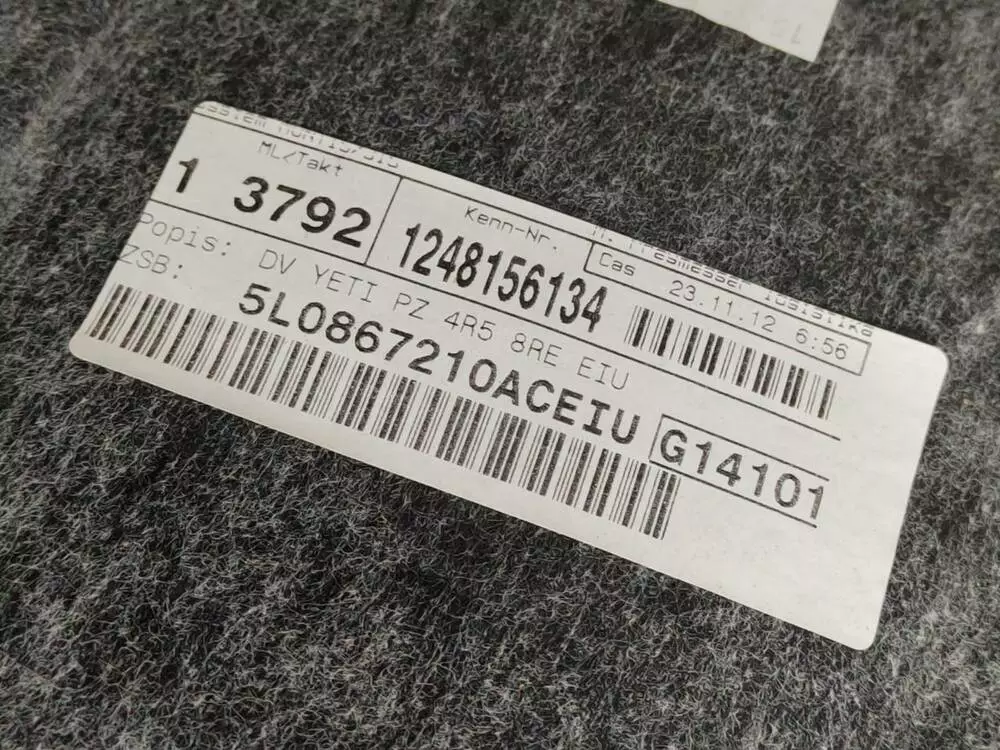 ML/Takt
1 3792
Kenn-Nr.
1248156134
Cas
23.11.12 6:56
Popis: DV YETI PZ 4R5 8RE EIU
ZSB: 5L0867210ACEIU
G14101